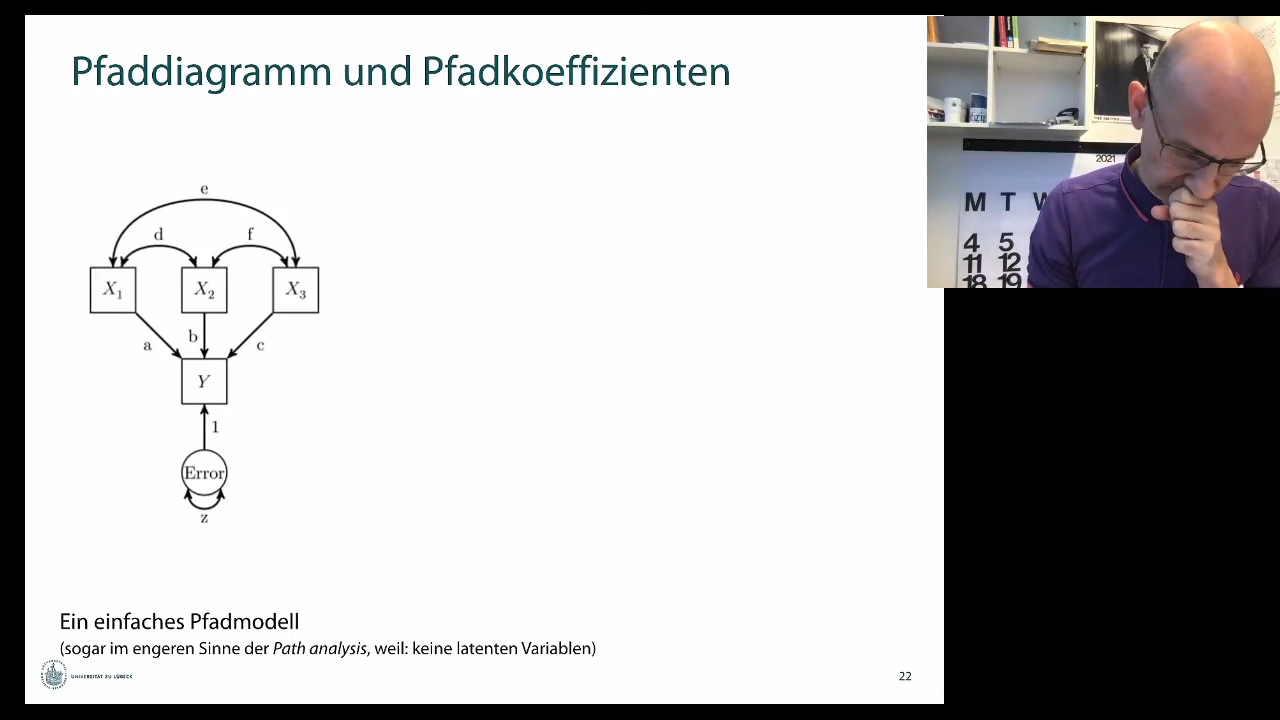 Pfaddiagramm und Pfadkoeffizienten
e
d f
X1 X2 X3
a b c
Y
1
Error
z
Ein einfaches Pfadmodell
(sogar im engeren Sinne der Path analysis, weil: keine latenten Variablen)
UNIVERSITÄT ZU LÜBECK
22
2021
M T W
4 5
11 12
18 19